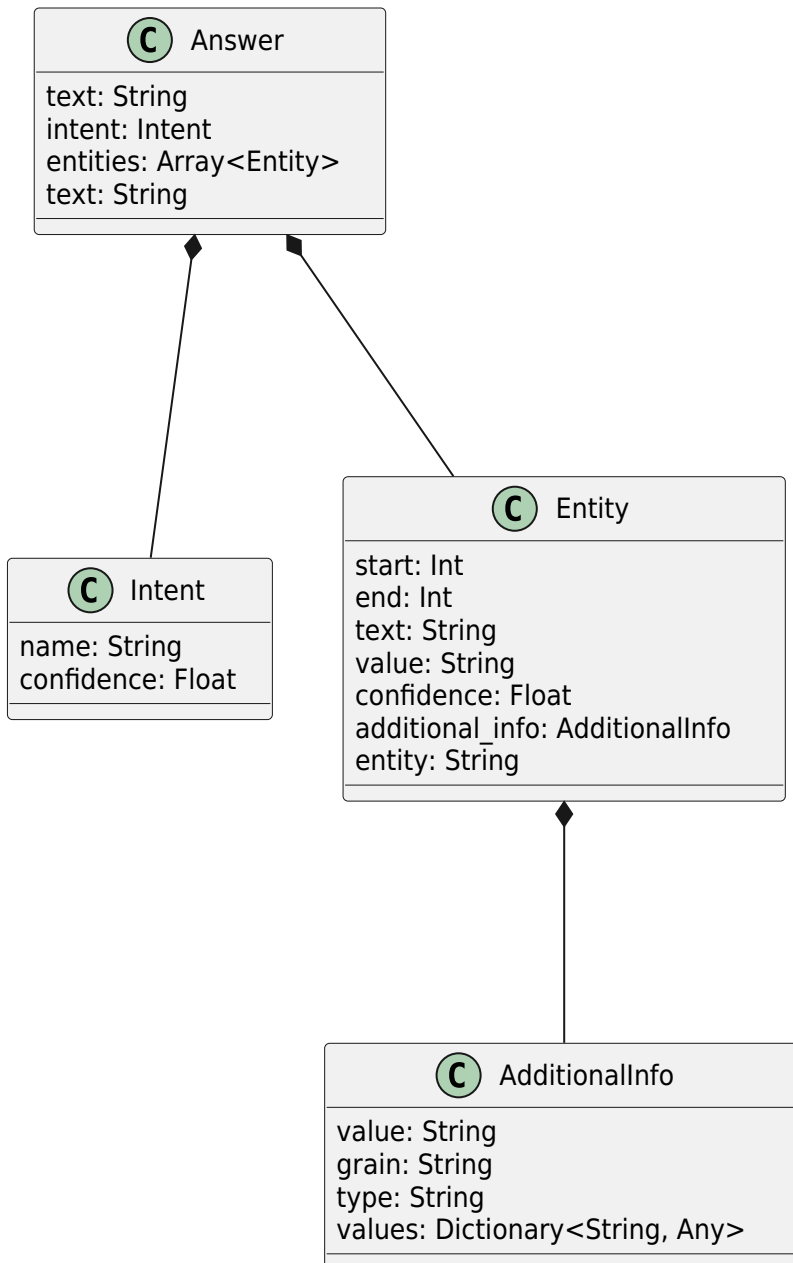 C Answer
text: String
intent: Intent
entities: Array<Entity>
text: String
C Intent
name: String
confidence: Float
C Entity
start: Int
end: Int
text: String
value: String
confidence: Float
additional_info: AdditionalInfo
entity: String
C AdditionalInfo
value: String
grain: String
type: String
values: Dictionary<String, Any>